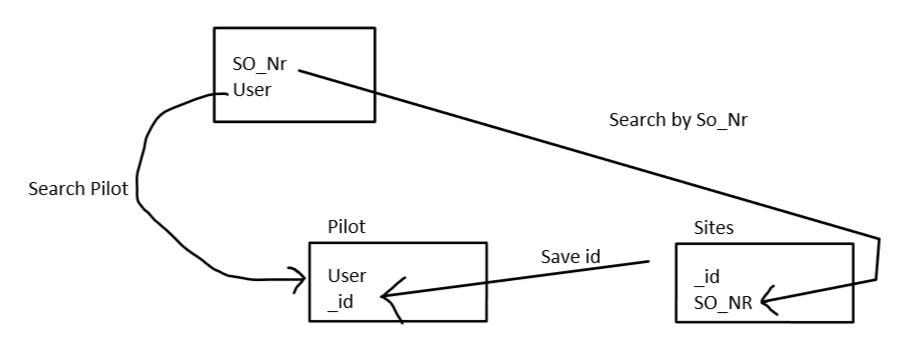 SO_Nr
User
Search by So_Nr
Search Pilot
Pilot
Sites
Save id
User
_id
_id
SO_NR